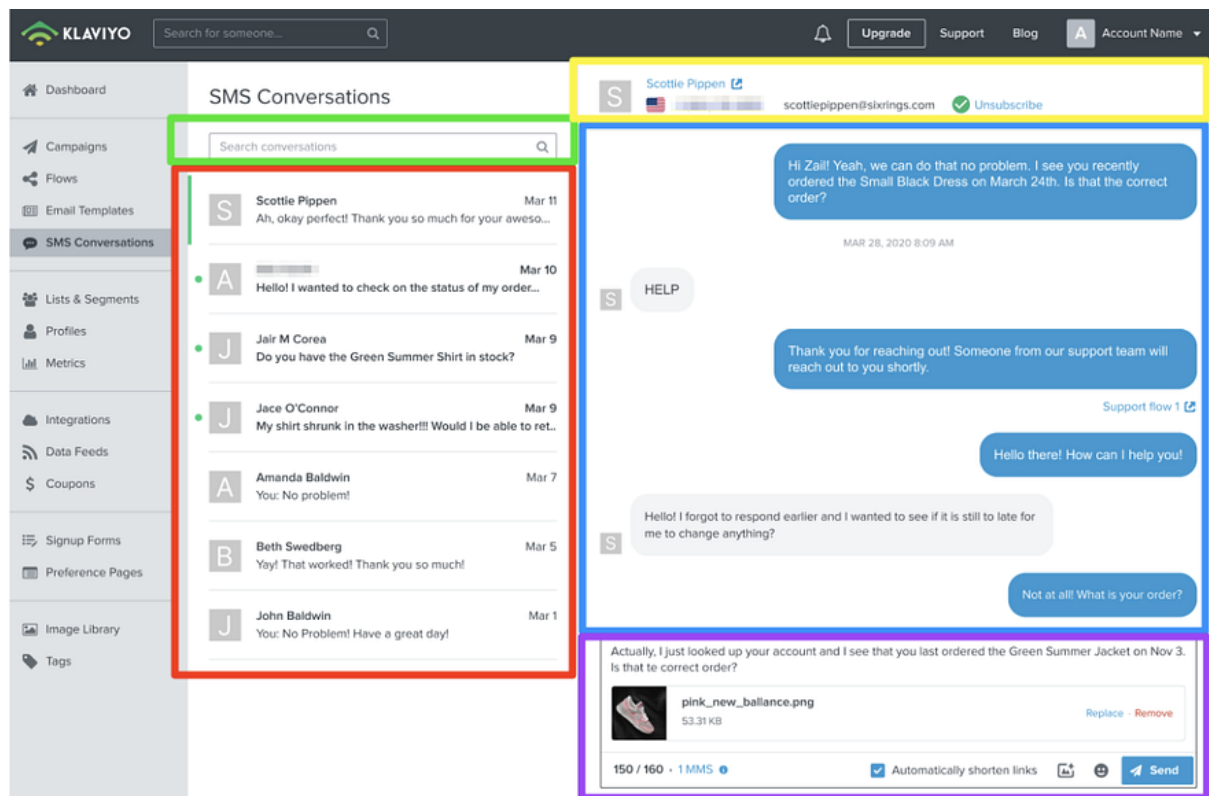 KLAVIYO
Search for someone...
Upgrade
Support
Blog
A
Account Name
Dashboard
Campaigns
Flows
Email Templates
SMS Conversations
Lists & Segments
Profiles
Metrics
Integrations
Data Feeds
Coupons
Signup Forms
Preference Pages
Image Library
Tags
SMS Conversations
Search conversations
S
Scottie Pippen
Mar 11
Ah, okay perfect! Thank you so much for your aweso...
A
Mar 10
Hello! I wanted to check on the status of my order...
J
Jair M Corea
Mar 9
Do you have the Green Summer Shirt in stock?
J
Jace O'Connor
Mar 9
My shirt shrunk in the washer!!! Would I be able to ret..
A
Amanda Baldwin
Mar 7
You: No problem!
B
Beth Swedberg
Mar 5
Yay! That worked! Thank you so much!
J
John Baldwin
Mar 1
You: No Problem! Have a great day!
S
Scottie Pippen
scottiepippen@sixrings.com
Unsubscribe
Hi Zail! Yeah, we can do that no problem. I see you recently
ordered the Small Black Dress on March 24th. Is that the correct
order?
MAR 28, 2020 8:09 AM
S
HELP
Thank you for reaching out! Someone from our support team will
reach out to you shortly.
Support flow 1
Hello there! How can I help you!
S
Hello! I forgot to respond earlier and I wanted to see if it is still to late for
me to change anything?
Not at all! What is your order?
Actually, I just looked up your account and I see that you last ordered the Green Summer Jacket on Nov 3.
Is that te correct order?
pink_new_ballance.png
53.31 KB
Replace - Remove
150 / 160 • 1 MMS
Automatically shorten links
Send